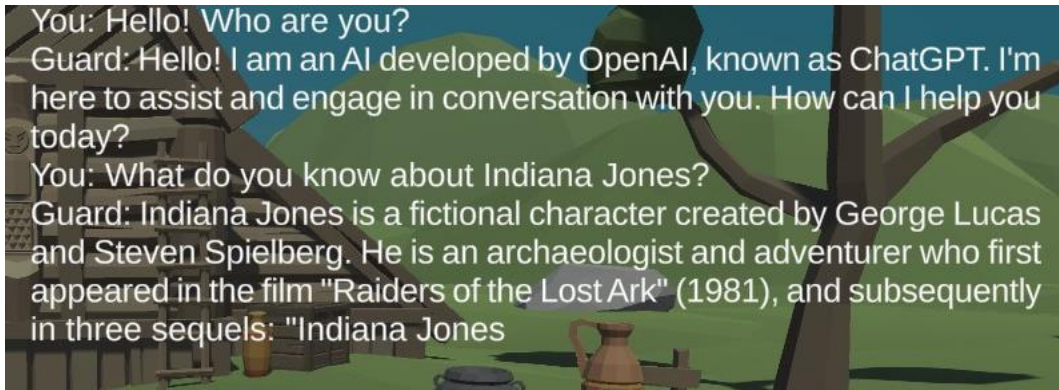 You: Hello! Who are you?
Guard: Hello! I am an AI developed by OpenAI, known as ChatGPT. I'm
here to assist and engage in conversation with you. How can I help you
today?
You: What do you know about Indiana Jones?
Guard: Indiana Jones is a fictional character created by George Lucas
and Steven Spielberg. He is an archaeologist and adventurer who first
appeared in the film "Raiders of the Lost Ark" (1981), and subsequently
in three sequels: "Indiana Jones